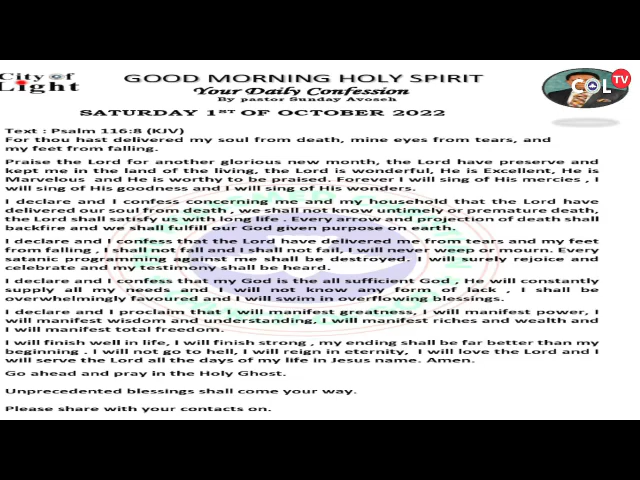 City of
Light
GOOD MORNING HOLY SPIRIT
Your Daily Confession
By pastor Sunday Avoseh
SATURDAY 1ST OF OCTOBER 2022
COL TV
Text : Psalm 116:8 (KJV)
For thou hast delivered my soul from death, mine eyes from tears, and
my feet from falling.
Praise the Lord for another glorious new month, the Lord have preserve and
kept me in the land of the living, the Lord is wonderful, He is Excellent, He is
Marvelous and He is worthy to be praised. Forever I will sing of His mercies , I
will sing of His goodness and I will sing of His wonders.
I declare and I confess concerning me and my household that the Lord have
delivered our soul from death , we shall not know untimely or premature death,
the Lord shall satisfy us with long life . Every arrow and projection of death shall
backfire and we shall fulfill our God given purpose on earth.
I declare and I confess that the Lord have delivered me from tears and my feet
from falling , I shall not fall and I shall not fail, I will never weep or mourn. Every
satanic programing against me shall be destroyed. I will surely rejoice and
celebrate and my testimony shall be heard.
I declare and I confess that my God is the all sufficient God , He will constantly
supply all my needs and I will not know any form of lack , I shall be
overwhelmingly favoured and I will swim in overflowing blessings.
I declare and I proclaim that I will manifest greatness, I will manifest power, I
will manifest wisdom and understanding, I will manifest riches and wealth and
I will manifest total freedom.
I will finish well in life, I will finish strong , my ending shall be far better than my
beginning . I will not go to hell, I will reign in eternity, I will love the Lord and I
will serve the Lord all the days of my life in Jesus name. Amen.
Go ahead and pray in the Holy Ghost.
Unprecedented blessings shall come your way.
Please share with your contacts on.